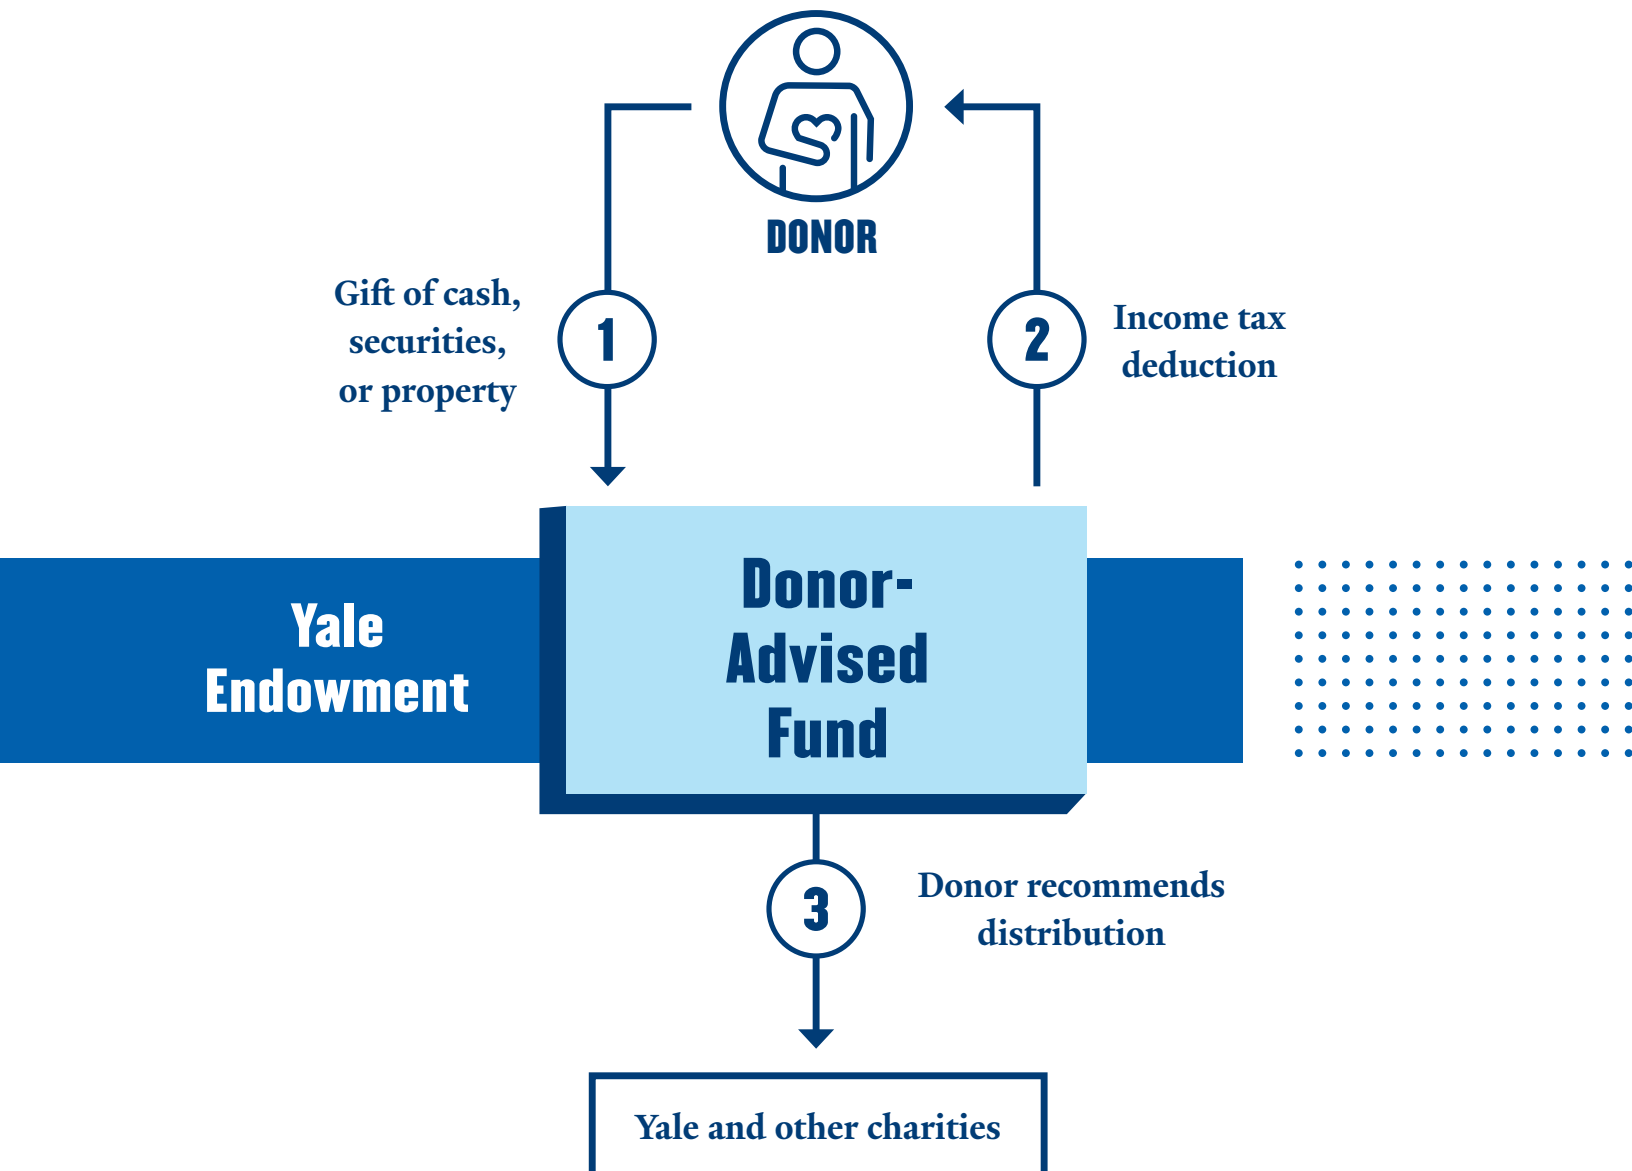 DONOR
Gift of cash,
securities,
or property
1
2
Income tax
deduction
Yale
Endowment
Donor-
Advised
Fund
3
Donor recommends
distribution
Yale and other charities